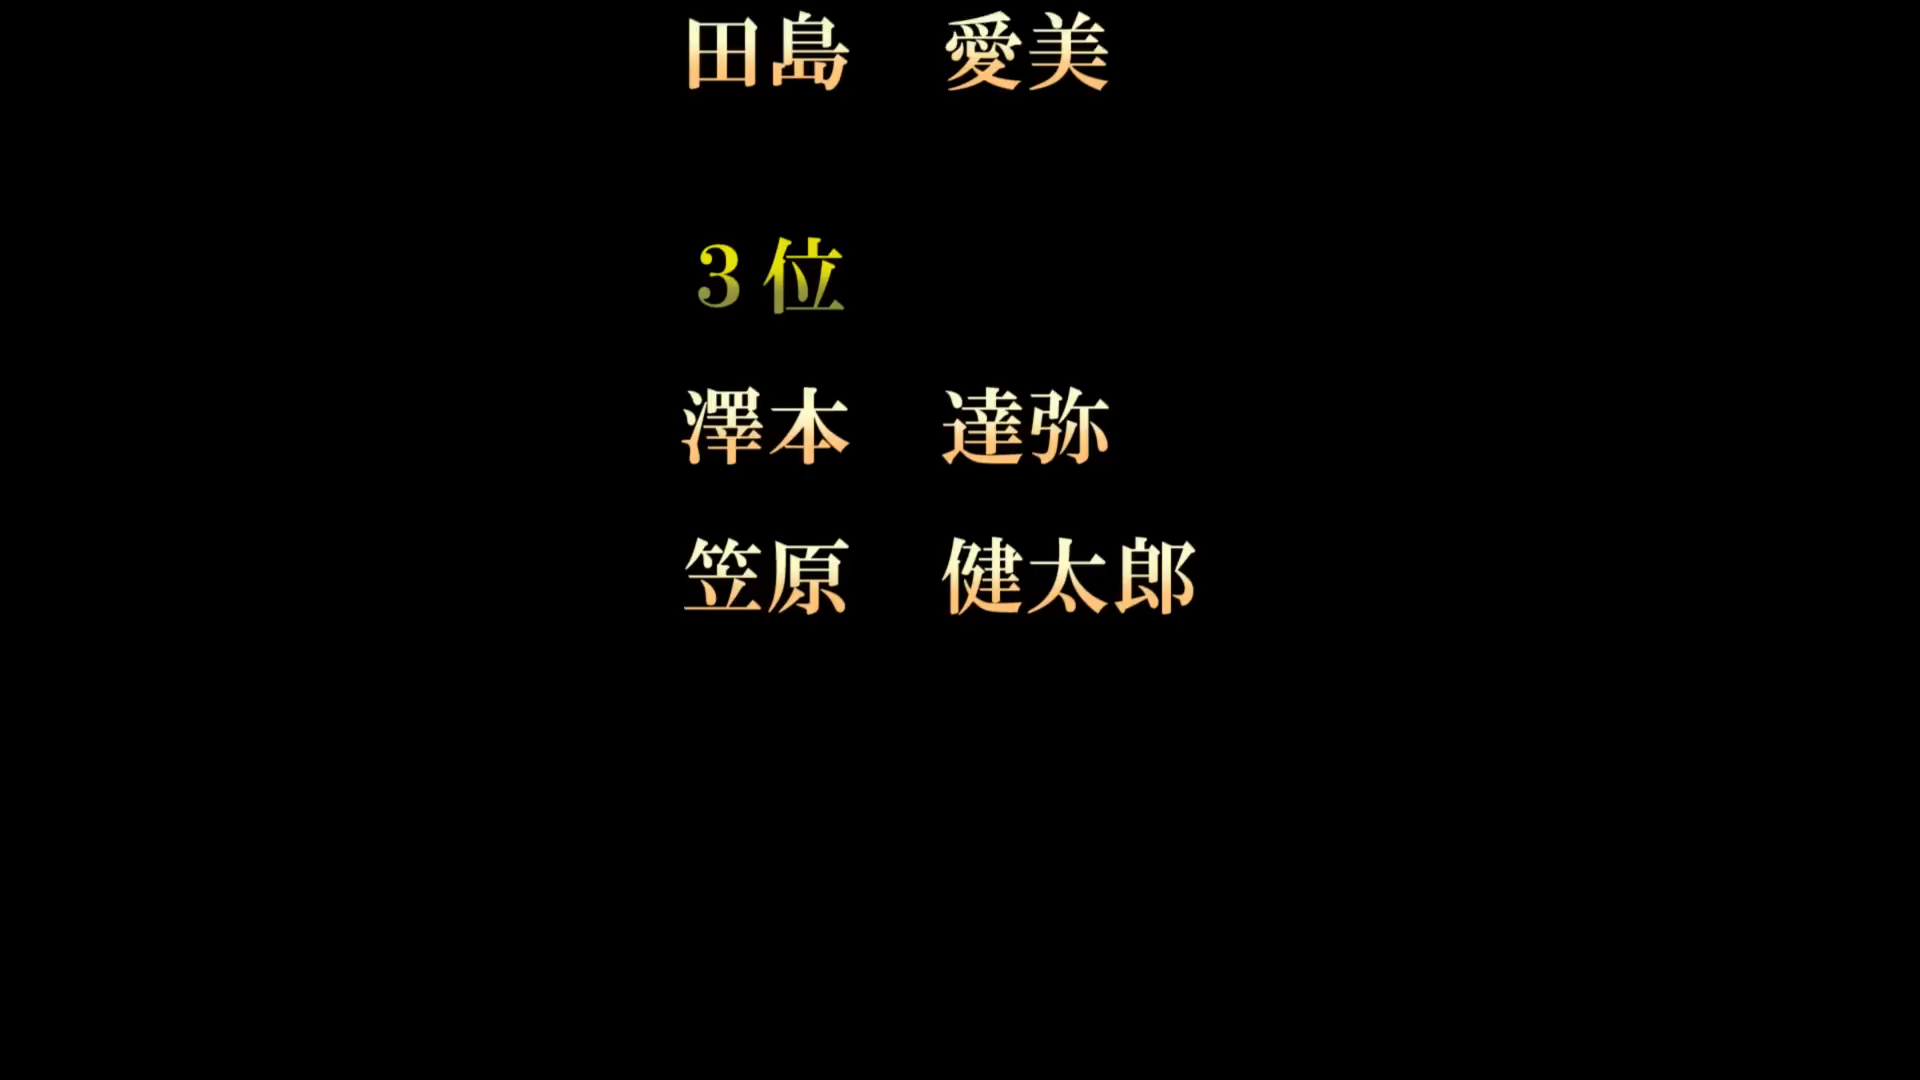 田島　愛美
３位
澤本　達弥
笠原　健太郎